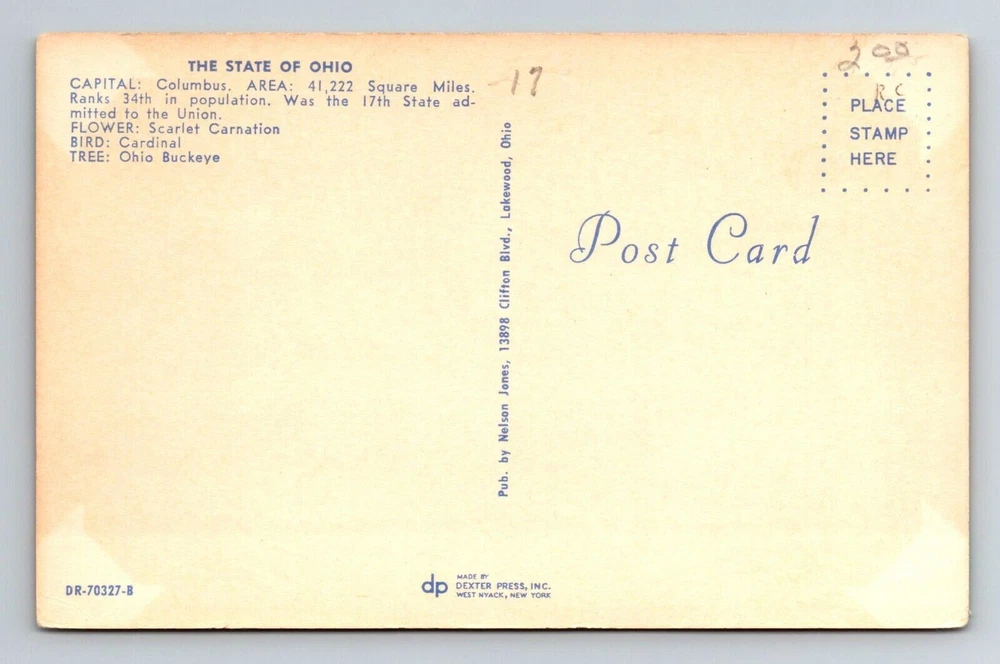 THE STATE OF OHIO
CAPITAL: Columbus. AREA: 41,222 Square Miles.
Ranks 34th in population. Was the 17th State ad-
mitted to the Union.
FLOWER: Scarlet Carnation
BIRD: Cardinal
TREE: Ohio Buckeye
-17
200
RC
PLACE
STAMP
HERE
Post Card
Pub. by Nelson Jones, 13898 Clifton Blvd., Lakewood, Ohio
DR-70327-B
dp
MADE BY
DEXTER PRESS, INC.
WEST NYACK, NEW YORK